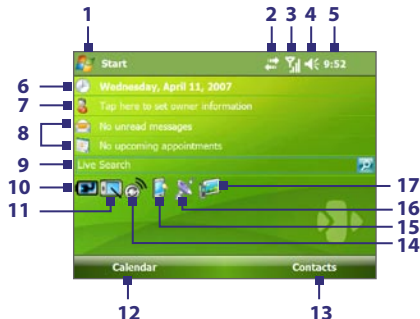 1 2 3 4 5
Start 9:52
6 Wednesday, April 11, 2007
7 Tap here to set owner information
8 No unread messages
No upcoming appointments
9 Live Search
10 17
11 16
15
14
Calendar Contacts
12 13